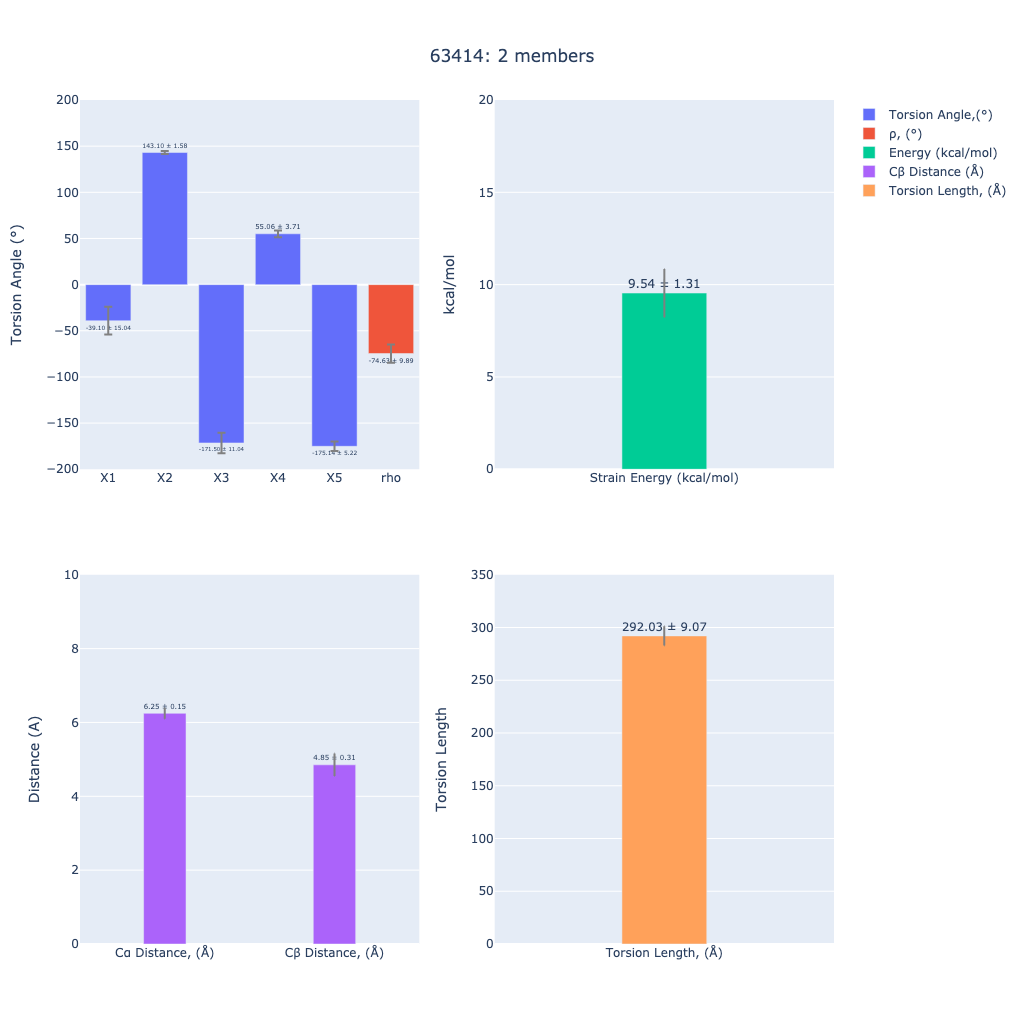 63414: 2 members
Torsion Angle (°)
200
150
100
50
0
−50
−100
−150
−200
-39.10 ± 15.04
143.10 ± 1.58
-171.50 ± 11.04
55.06 ± 3.71
-175.14 ± 5.22
-74.63 ± 9.89
X1 X2 X3 X4 X5 rho
kcal/mol
20
15
10
5
0
9.54 ± 1.31
Strain Energy (kcal/mol)
Torsion Angle,(°)
ρ, (°)
Energy (kcal/mol)
Cβ Distance (Å)
Torsion Length, (Å)
Distance (A)
10
8
6
4
2
0
6.25 ± 0.15
4.85 ± 0.31
Cα Distance, (Å) Cβ Distance, (Å)
Torsion Length
350
300
250
200
150
100
50
0
292.03 ± 9.07
Torsion Length, (Å)